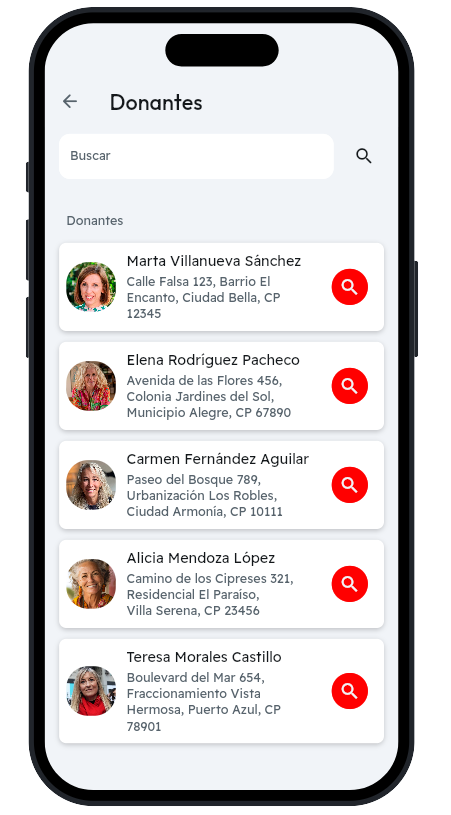 Donantes
Buscar
Donantes
Marta Villanueva Sánchez
Calle Falsa 123, Barrio El
Encanto, Ciudad Bella, CP
12345
Elena Rodríguez Pacheco
Avenida de las Flores 456,
Colonia Jardines del Sol,
Municipio Alegre, CP 67890
Carmen Fernández Aguilar
Paseo del Bosque 789,
Urbanización Los Robles,
Ciudad Armonía, CP 10111
Alicia Mendoza López
Camino de los Cipreses 321,
Residencial El Paraíso,
Villa Serena, CP 23456
Teresa Morales Castillo
Boulevard del Mar 654,
Fraccionamiento Vista
Hermosa, Puerto Azul, CP
78901